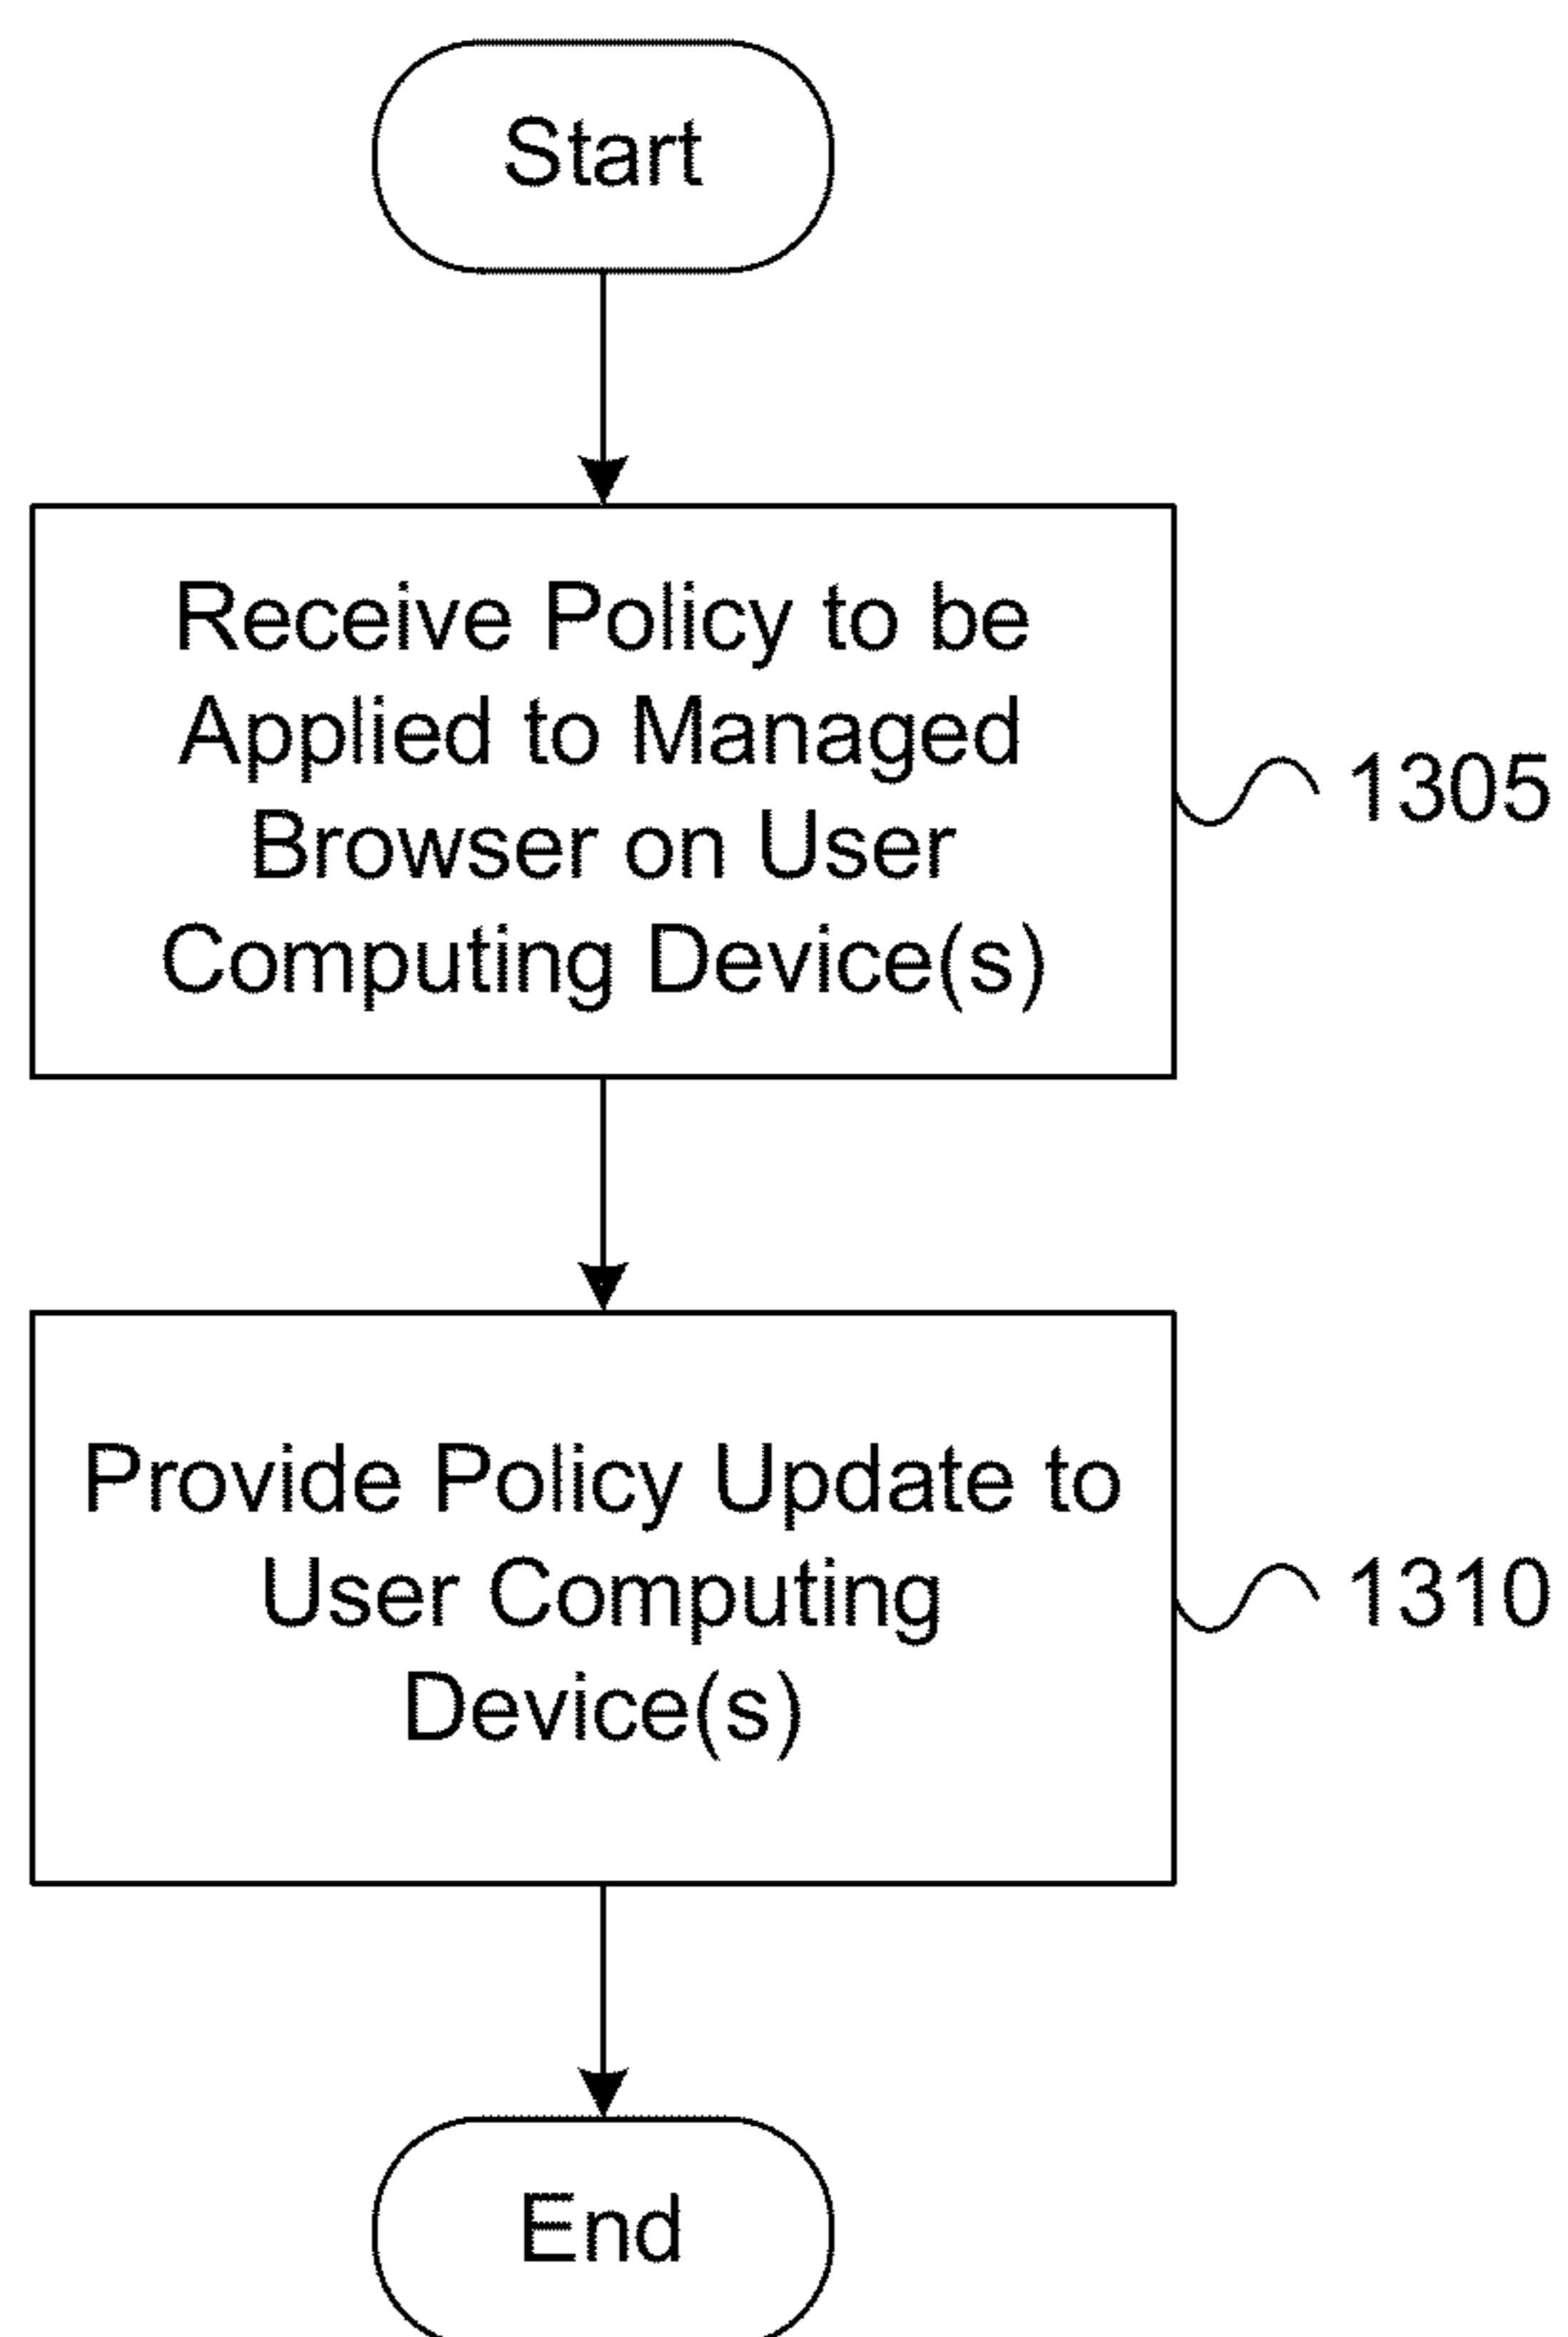 Start
Receive Policy to be
Applied to Managed
Browser on User
Computing Device(s)
1305
Provide Policy Update to
User Computing
Device(s)
1310
End